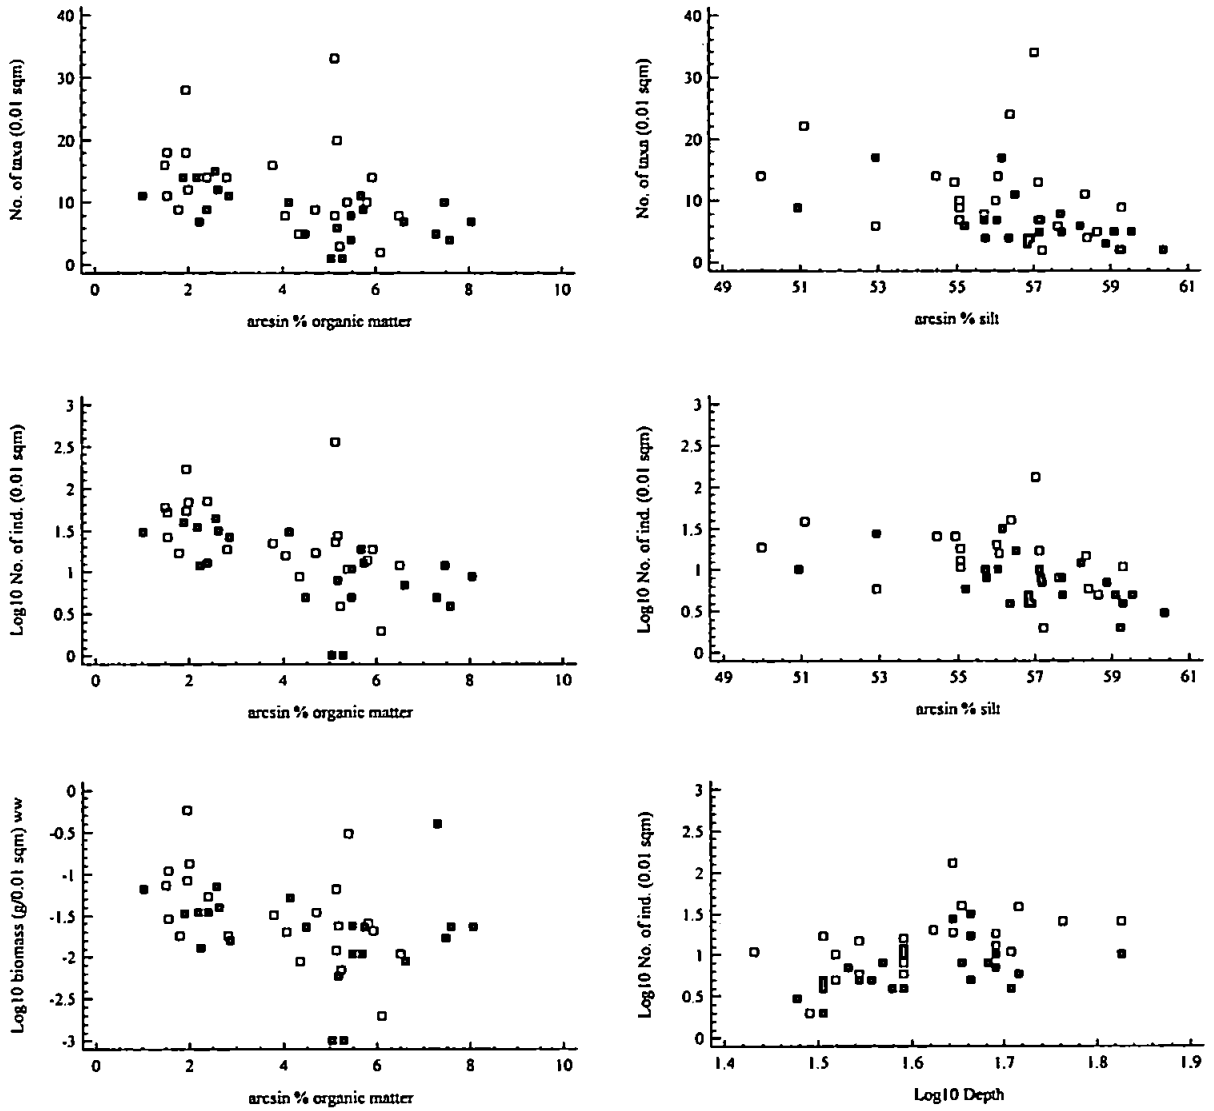 No. of taxa (0.01 sqm)
40
30
20
10
0
0 2 4 6 8 10
arcsin % organic matter
No. of taxa (0.01 sqm)
40
30
20
10
0
49 51 53 55 57 59 61
arcsin % silt
Log10 No. of ind. (0.01 sqm)
3
2.5
2
1.5
1
0.5
0
0 2 4 6 8 10
arcsin % organic matter
Log10 No. of ind. (0.01 sqm)
3
2.5
2
1.5
1
0.5
0
49 51 53 55 57 59 61
arcsin % silt
Log10 biomass (g/0.01 sqm) ww
0
-0.5
-1
-1.5
-2
-2.5
-3
0 2 4 6 8 10
arcsin % organic matter
Log10 No. of ind. (0.01 sqm)
3
2.5
2
1.5
1
0.5
0
1.4 1.5 1.6 1.7 1.8 1.9
Log10 Depth